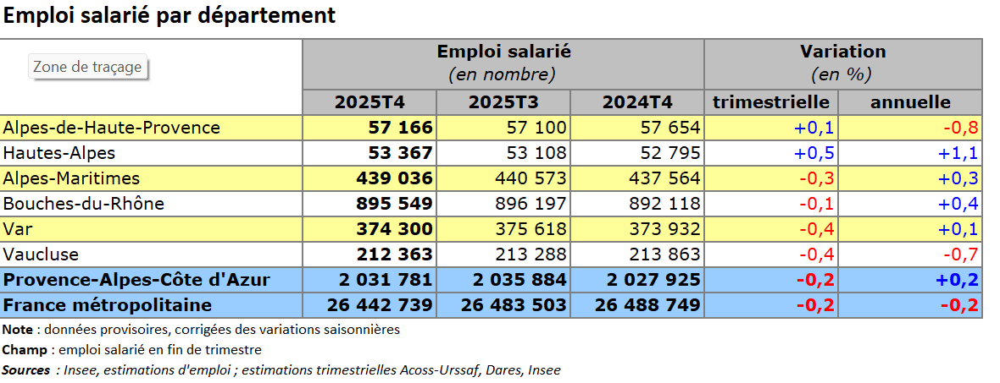 Emploi salarié par département
Emploi salarié Variation
Zone de traçage
(en nombre) (en %)
2025T4 2025T3 2024T4 trimestrielle annuelle
Alpes-de-Haute-Provence 57 166 57 100 57 654 +0,1 -0,8
Hautes-Alpes 53 367 53 108 52 795 +0,5 +1,1
Alpes-Maritimes 439 036 440 573 437 564 -0,3 +0,3
Bouches-du-Rhône 895 549 896 197 892 118 -0,1 +0,4
Var 374 300 375 618 373 932 -0,4 +0,1
Vaucluse 212 363 213 288 213 863 -0,4 -0,7
Provence-Alpes-Côte d'Azur 2 031 781 2 035 884 2 027 925 -0,2 +0,2
France métropolitaine 26 442 739 26 483 503 26 488 749 -0,2 -0,2
Note : données provisoires, corrigées des variations saisonnières
Champ : emploi salarié en fin de trimestre
Sources : Insee, estimations d'emploi ; estimations trimestrielles Acoss-Urssaf, Dares, Insee